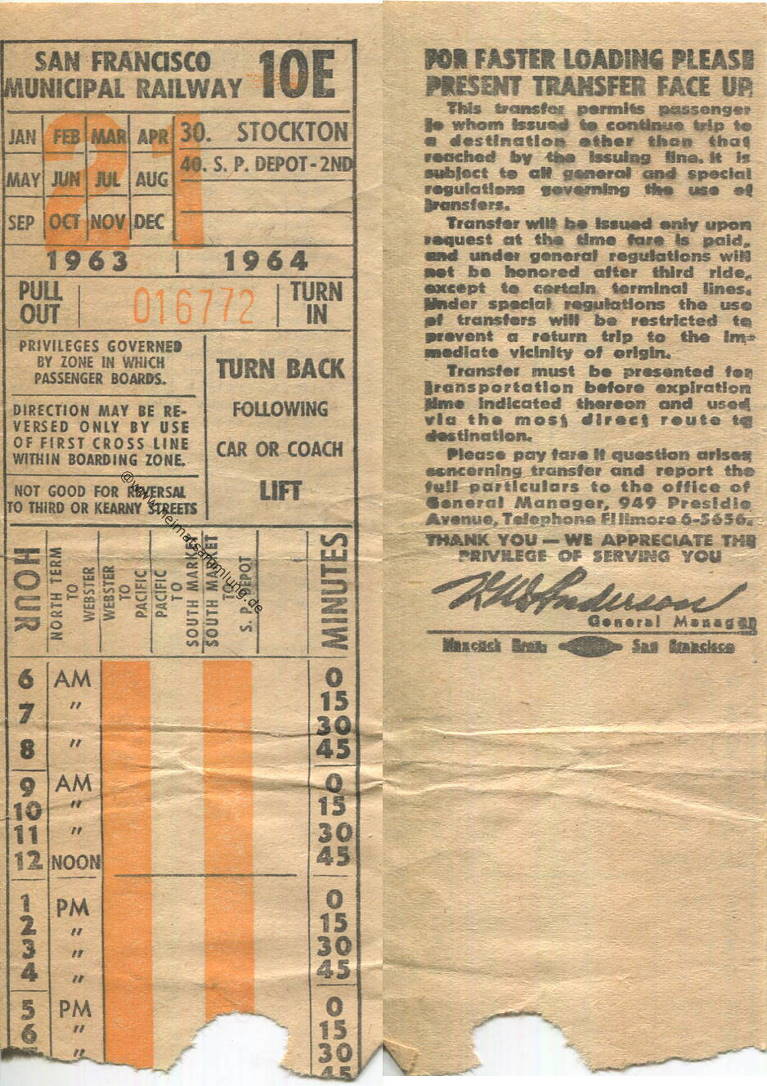 SAN FRANCISCO
MUNICIPAL RAILWAY
10E
JAN FEB MAR APR
MAY JUN JUL AUG
SEP OCT NOV DEC
21
30. STOCKTON
40. S. P. DEPOT-2ND
1963 | 1964
PULL
OUT
016772
TURN
IN
PRIVILEGES GOVERNED
BY ZONE IN WHICH
PASSENGER BOARDS.
DIRECTION MAY BE RE-
VERSED ONLY BY USE
OF FIRST CROSS LINE
WITHIN BOARDING ZONE.
NOT GOOD FOR REVERSAL
TO THIRD OR KEARNY STREETS
TURN BACK
FOLLOWING
CAR OR COACH
LIFT
@www.heimatsammlung.de
HOUR
NORTH TERM
TO
WEBSTER
WEBSTER
TO
PACIFIC
PACIFIC
TO
SOUTH MARKET
SOUTH MARKET
TO
S. P. DEPOT
MINUTES
6 AM 0
7 " 15
30
8 " 45
9 AM 0
10 " 15
11 " 30
12 NOON 45
1 PM 0
2 " 15
3 " 30
4 " 45
5 PM 0
6 " 15
" 30
45
FOR FASTER LOADING PLEASE
PRESENT TRANSFER FACE UP
This transfer permits passenger
to whom issued to continue trip to
a destination other than that
reached by the issuing line. It is
subject to all general and special
regulations governing the use of
transfers.
Transfer will be issued only upon
request at the time fare is paid,
and under general regulations will
not be honored after third ride,
except to certain terminal lines.
Under special regulations the use
of transfers will be restricted to
prevent a return trip to the im-
mediate vicinity of origin.
Transfer must be presented for
transportation before expiration
time indicated thereon and used
via the most direct route to
destination.
Please pay fare if question arises
concerning transfer and report the
full particulars to the office of
General Manager, 949 Presidio
Avenue, Telephone FIllmore 6-5656.
THANK YOU — WE APPRECIATE THE
PRIVILEGE OF SERVING YOU
General Manager
Hancock Bros. San Francisco